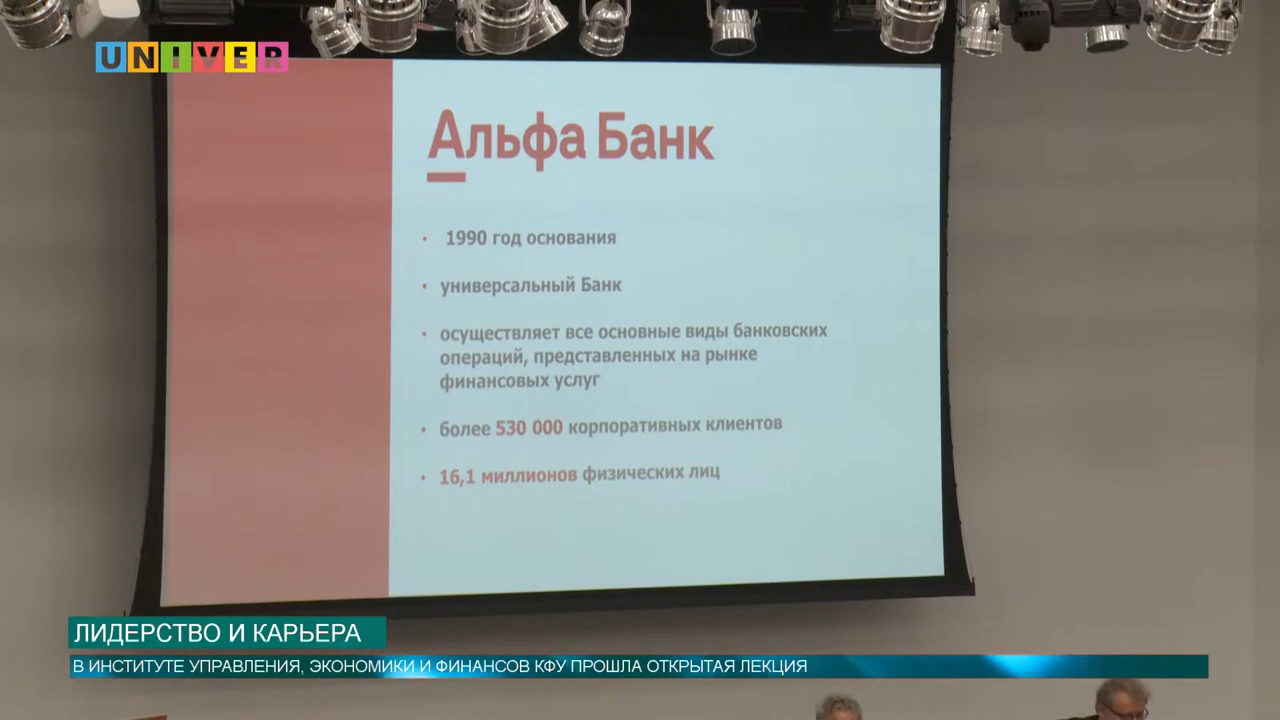 UNIVER
Альфа Банк
• 1990 год основания
• универсальный Банк
• осуществляет все основные виды банковских
операций, представленных на рынке
финансовых услуг
• более 530 000 корпоративных клиентов
• 16,1 миллионов физических лиц
ЛИДЕРСТВО И КАРЬЕРА
В ИНСТИТУТЕ УПРАВЛЕНИЯ, ЭКОНОМИКИ И ФИНАНСОВ КФУ ПРОШЛА ОТКРЫТАЯ ЛЕКЦИЯ